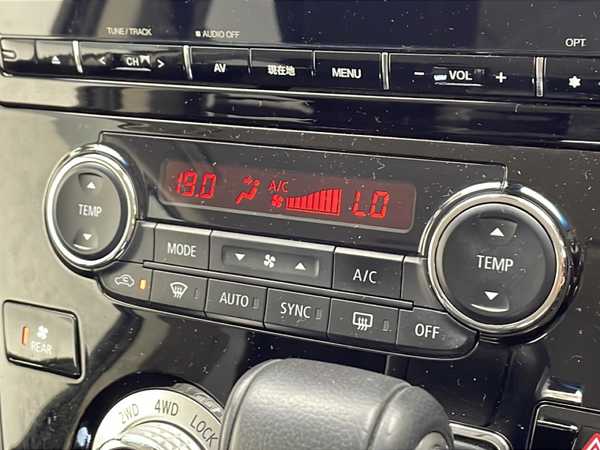 TUNE / TRACK
AUDIO OFF
OPT.
< CH >
AV
現在地
MENU
− VOL +
TEMP
19.0
A/C
LO
TEMP
MODE
A/C
AUTO
SYNC
OFF
REAR
2WD 4WD LOCK